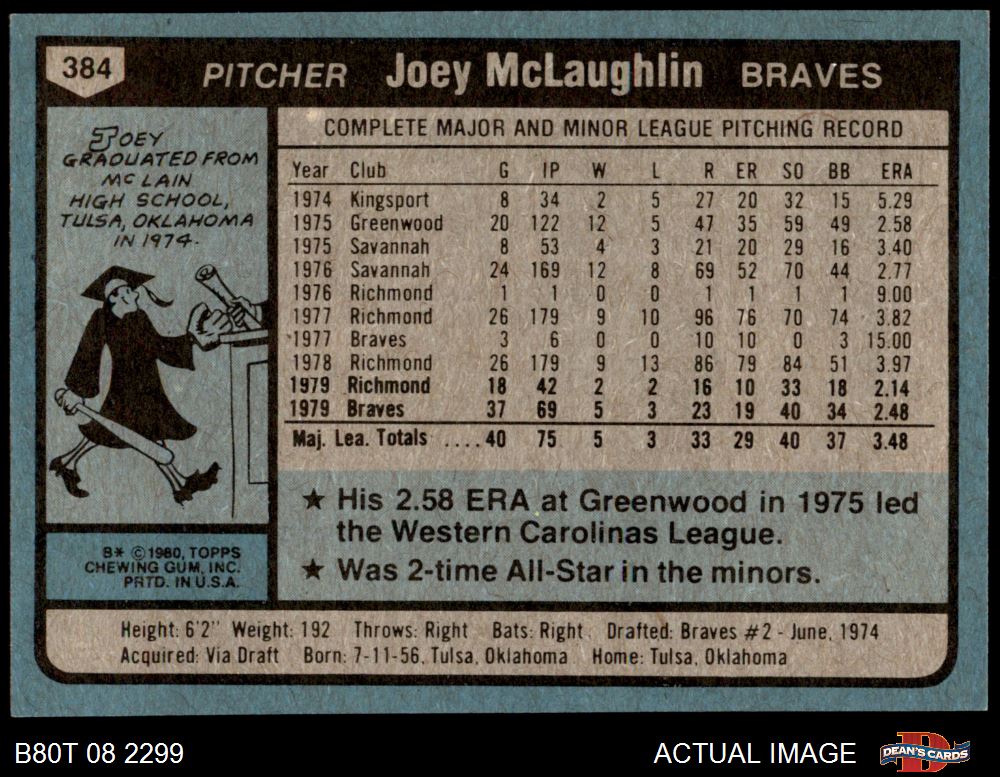 384 PITCHER Joey McLaughlin BRAVES
JOEY
GRADUATED FROM
MCLAIN
HIGH SCHOOL,
TULSA, OKLAHOMA
IN 1974.
COMPLETE MAJOR AND MINOR LEAGUE PITCHING RECORD
Year Club G IP W L R ER SO BB ERA
1974 Kingsport 8 34 2 5 27 20 32 15 5.29
1975 Greenwood 20 122 12 5 47 35 59 49 2.58
1975 Savannah 8 53 4 3 21 20 29 16 3.40
1976 Savannah 24 169 12 8 69 52 70 44 2.77
1976 Richmond 1 1 0 0 1 1 1 1 9.00
1977 Richmond 26 179 9 10 96 76 70 74 3.82
1977 Braves 3 6 0 0 10 10 0 3 15.00
1978 Richmond 26 179 9 13 86 79 84 51 3.97
1979 Richmond 18 42 2 2 16 10 33 18 2.14
1979 Braves 37 69 5 3 23 19 40 34 2.48
Maj. Lea. Totals ....40 75 5 3 33 29 40 37 3.48
★ His 2.58 ERA at Greenwood in 1975 led
the Western Carolinas League.
★ Was 2-time All-Star in the minors.
B* ©1980, TOPPS
CHEWING GUM, INC.
PRTD. IN U.S.A.
Height: 6'2" Weight: 192 Throws: Right Bats: Right Drafted: Braves #2 - June, 1974
Acquired: Via Draft Born: 7-11-56, Tulsa, Oklahoma Home: Tulsa, Oklahoma
B80T 08 2299 ACTUAL IMAGE DEAN'S CARDS